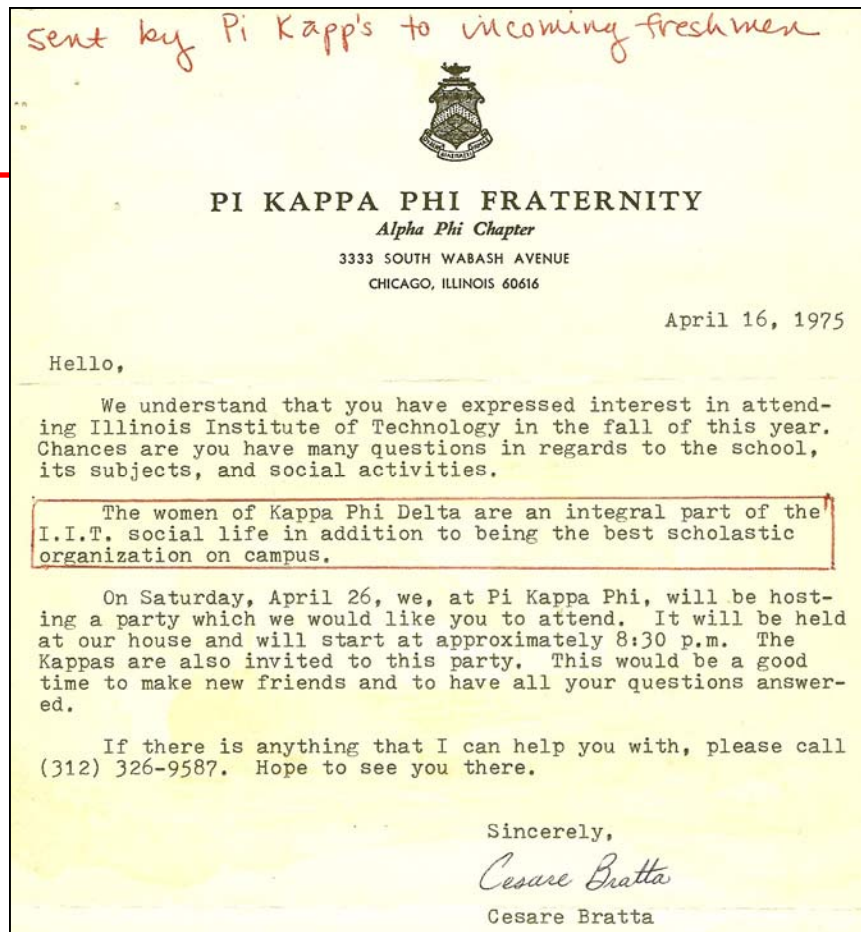 sent by Pi Kapp's to incoming freshmen
PI KAPPA PHI FRATERNITY
Alpha Phi Chapter
3333 SOUTH WABASH AVENUE
CHICAGO, ILLINOIS 60616
April 16, 1975
Hello,
We understand that you have expressed interest in attend-
ing Illinois Institute of Technology in the fall of this year.
Chances are you have many questions in regards to the school,
its subjects, and social activities.
The women of Kappa Phi Delta are an integral part of the
I.I.T. social life in addition to being the best scholastic
organization on campus.
On Saturday, April 26, we, at Pi Kappa Phi, will be host-
ing a party which we would like you to attend. It will be held
at our house and will start at approximately 8:30 p.m. The
Kappas are also invited to this party. This would be a good
time to make new friends and to have all your questions answer-
ed.
If there is anything that I can help you with, please call
(312) 326-9587. Hope to see you there.
Sincerely,
Cesare Bratta
Cesare Bratta